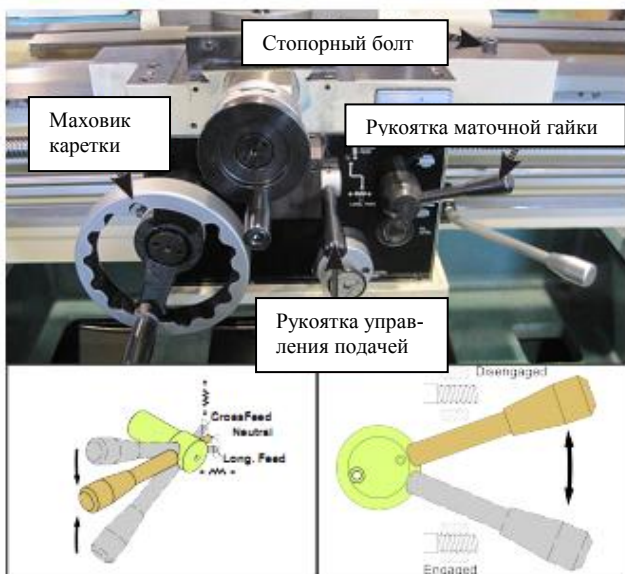 Стопорный болт
Маховик
каретки
Рукоятка маточной гайки
Рукоятка управ-
ления подачей
CrossFeed
Neutral
Long. Feed
Disengaged
Engaged